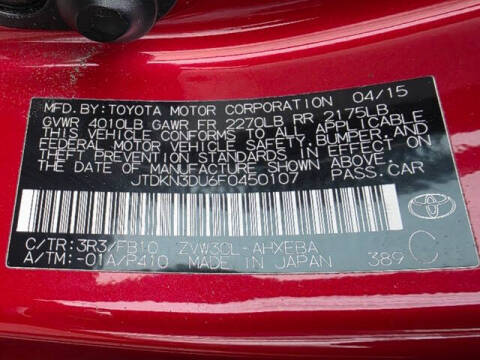 MFD. BY: TOYOTA MOTOR CORPORATION 04/15
GVWR 4010LB GAWR FR 2270LB RR 2175LB
THIS VEHICLE CONFORMS TO ALL APPLICABLE
FEDERAL MOTOR VEHICLE SAFETY, BUMPER, AND
THEFT PREVENTION STANDARDS IN EFFECT ON
THE DATE OF MANUFACTURE SHOWN ABOVE.
JTDKN3DU6F0450107 PASS.CAR
C/TR: 3R3/FB10 ZVW30L-AHXEBA
A/TM: -01A/P410 MADE IN JAPAN 389 C
TOYOTA